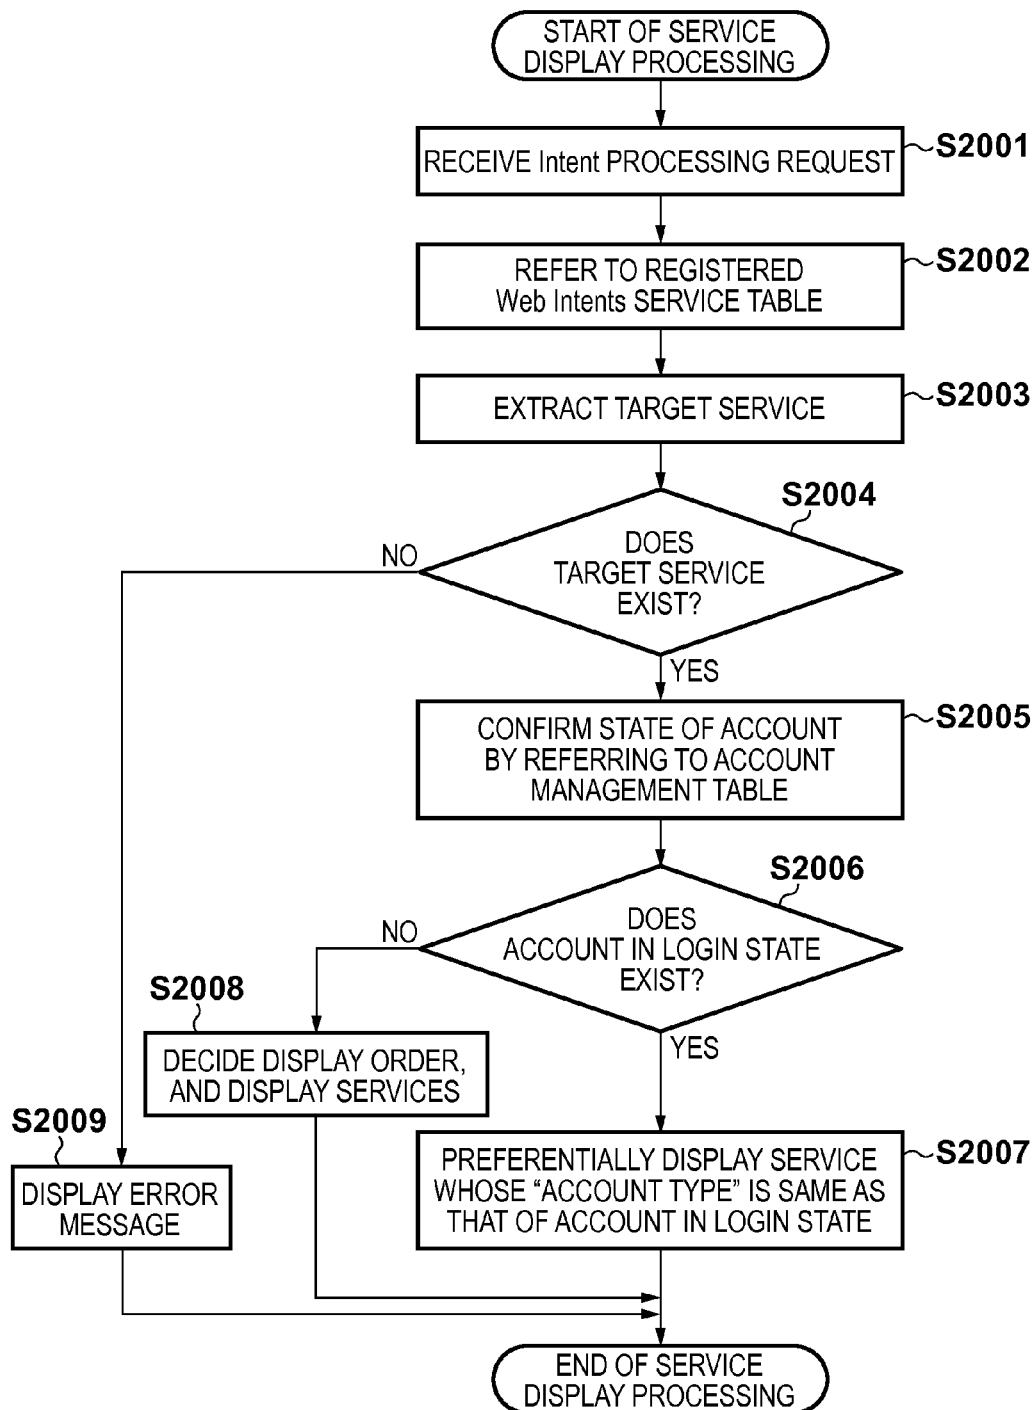 START OF SERVICE
DISPLAY PROCESSING
S2001
RECEIVE Intent PROCESSING REQUEST
S2002
REFER TO REGISTERED
Web Intents SERVICE TABLE
S2003
EXTRACT TARGET SERVICE
S2004
DOES
TARGET SERVICE
EXIST?
NO
YES
S2005
CONFIRM STATE OF ACCOUNT
BY REFERRING TO ACCOUNT
MANAGEMENT TABLE
S2006
DOES
ACCOUNT IN LOGIN STATE
EXIST?
NO
YES
S2008
DECIDE DISPLAY ORDER,
AND DISPLAY SERVICES
S2009
DISPLAY ERROR
MESSAGE
S2007
PREFERENTIALLY DISPLAY SERVICE
WHOSE “ACCOUNT TYPE” IS SAME AS
THAT OF ACCOUNT IN LOGIN STATE
END OF SERVICE
DISPLAY PROCESSING